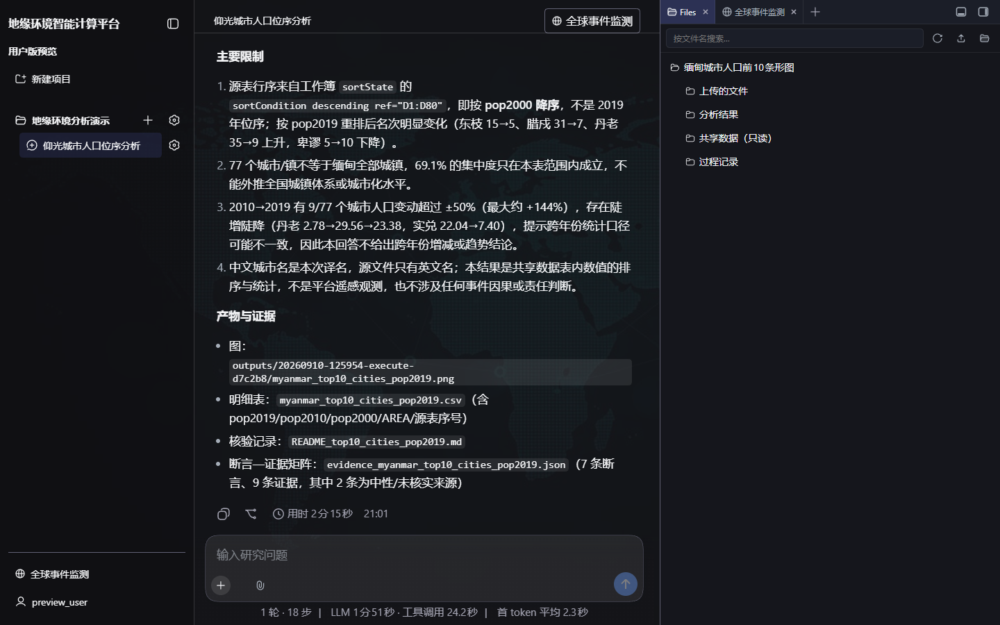 地缘环境智能计算平台
用户版预览
新建项目
地缘环境分析演示
仰光城市人口位序分析
全球事件监测
preview_user
仰光城市人口位序分析
全球事件监测
主要限制
1. 源表行序来自工作簿 sortState 的
sortCondition descending ref="D1:D80"，即按 pop2000 降序，不是 2019
年位序；按 pop2019 重排后名次明显变化（东枝 15→5、腊戍 31→7、丹老
35→9 上升，卑谬 5→10 下降）。
2. 77 个城市/镇不等于缅甸全部城镇，69.1% 的集中度只在本表范围内成立，不
能外推全国城镇体系或城市化水平。
3. 2010→2019 有 9/77 个城市人口变动超过 ±50%（最大约 +144%），存在陡
增陡降（丹老 2.78→29.56→23.38，实兑 22.04→7.40），提示跨年份统计口径
可能不一致，因此本回答不给出跨年份增减或趋势结论。
4. 中文城市名是本次译名，源文件只有英文名；本结果是共享数据表内数值的排
序与统计，不是平台遥感观测，也不涉及任何事件因果或责任判断。
产物与证据
• 图：
outputs/20260910-125954-execute-
d7c2b8/myanmar_top10_cities_pop2019.png
• 明细表：myanmar_top10_cities_pop2019.csv（含
pop2019/pop2010/pop2000/AREA/源表序号）
• 核验记录：README_top10_cities_pop2019.md
• 断言—证据矩阵：evidence_myanmar_top10_cities_pop2019.json（7 条断
言、9 条证据，其中 2 条为中性/未核实来源）
用时 2分 15秒 21:01
输入研究问题
1 轮 · 18 步 | LLM 1分51秒 · 工具调用 24.2秒 | 首 token 平均 2.3秒
Files
全球事件监测
按文件名搜索...
缅甸城市人口前10条形图
上传的文件
分析结果
共享数据（只读）
过程记录